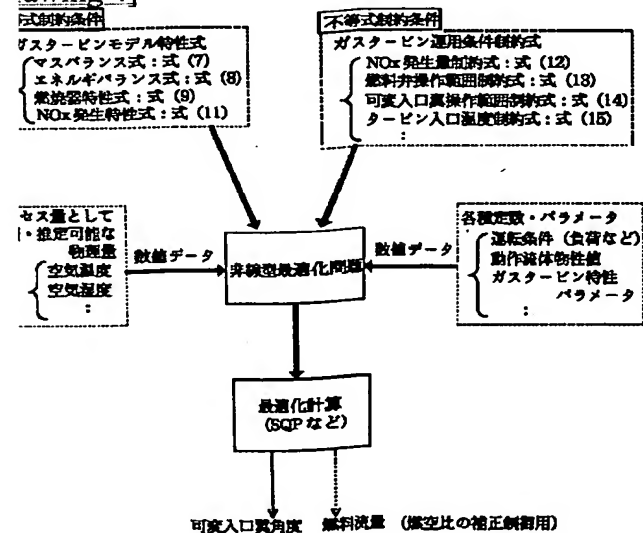 等式制約条件
ガスタービンモデル特性式
マスバランス式：式 (7)
エネルギバランス式：式 (8)
燃焼器特性式：式 (9)
NOx 発生特性式：式 (11)
不等式制約条件
ガスタービン運用条件制約式
NOx 発生量制約式：式 (12)
燃料弁操作範囲制約式：式 (13)
可変入口翼操作範囲制約式：式 (14)
タービン入口温度制約式：式 (15)
:
セス量として
・推定可能な
物理量
空気温度
空気湿度
:
数値データ
非線型最適化問題
数値データ
各種定数・パラメータ
運転条件 (負荷など)
動作流体物性値
ガスタービン特性
パラメータ
:
最適化計算
(SQP など)
可変入口翼角度
燃料流量 (燃空比の補正制御用)